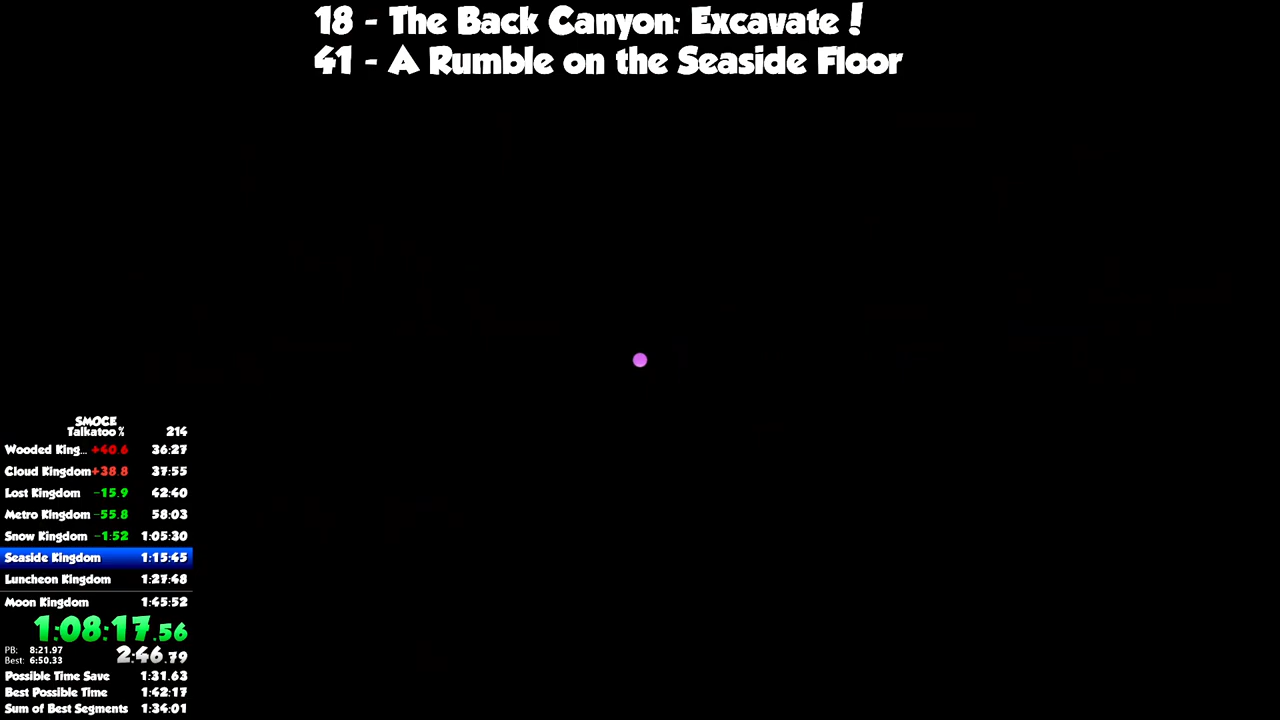 18 - The Back Canyon: Excavate!
41 - A Rumble on the Seaside Floor
SMOCE
Talkatoo% 214
Wooded King... +40.6 36:27
Cloud Kingdom +38.8 37:55
Lost Kingdom -15.9 42:40
Metro Kingdom -55.8 58:03
Snow Kingdom -1:52 1:05:30
Seaside Kingdom 1:15:45
Luncheon Kingdom 1:27:48
Moon Kingdom 1:45:52
1:08:17.56
PB: 8:21.97
Best: 6:50.33
2:46.79
Possible Time Save 1:31.63
Best Possible Time 1:42:17
Sum of Best Segments 1:34:01